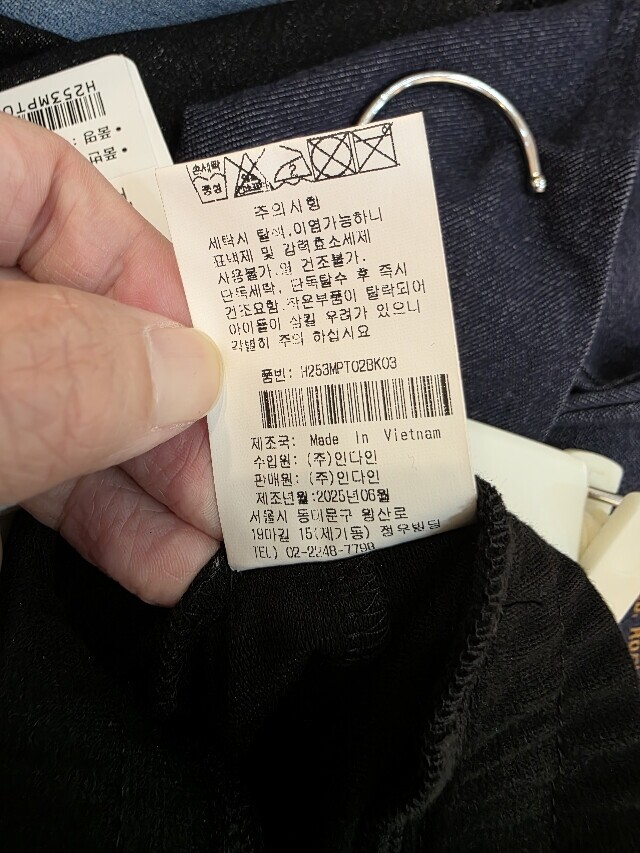 H253MPT0
• 품명 :
• 품번
손세탁
중성
주의사항
세탁시 탈색,이염가능하니
표백제 및 강력효소세제
사용불가.열 건조불가.
단독세탁, 단독탈수 후 즉시
건조요함.작은부품이 탈락되어
아이들이 삼킬 우려가 있으니
각별히 주의 하십시요
품번: H253MPT02BK03
제조국: Made In Vietnam
수입원: (주)인다인
판매원: (주)인다인
제조년월:2025년06월
서울시 동대문구 왕산로
19마길 15(제기동) 정우빌딩
TEL) 02-2248-7798